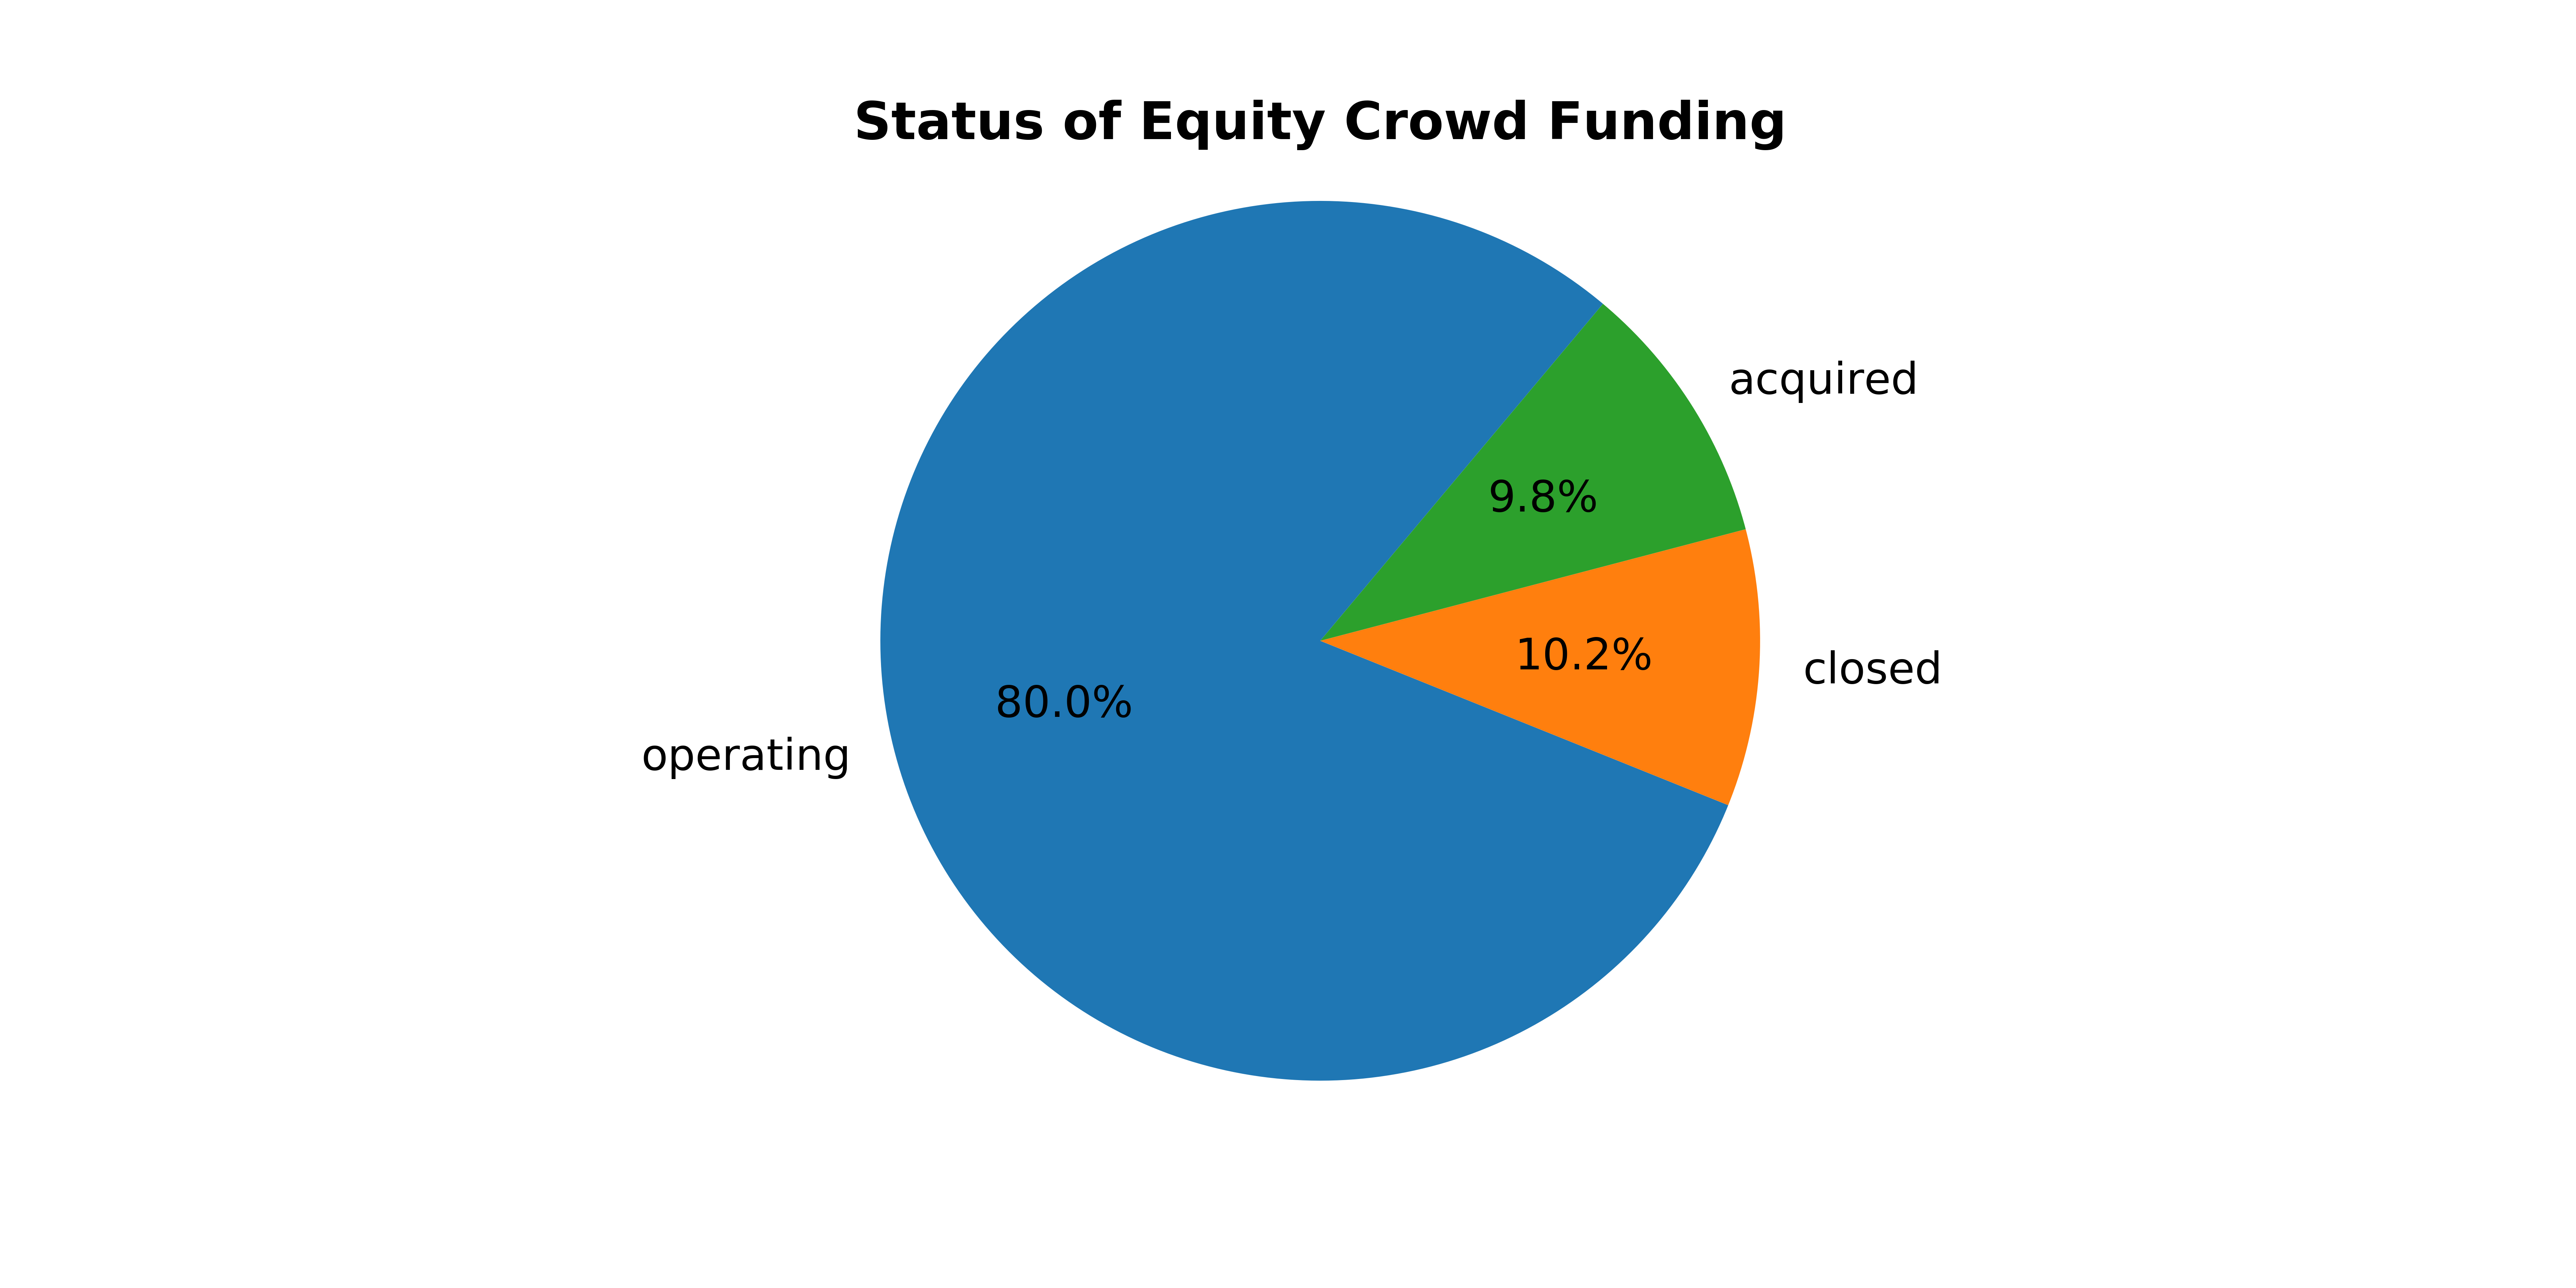 Status of Equity Crowd Funding
acquired
9.8%
10.2%
closed
80.0%
operating